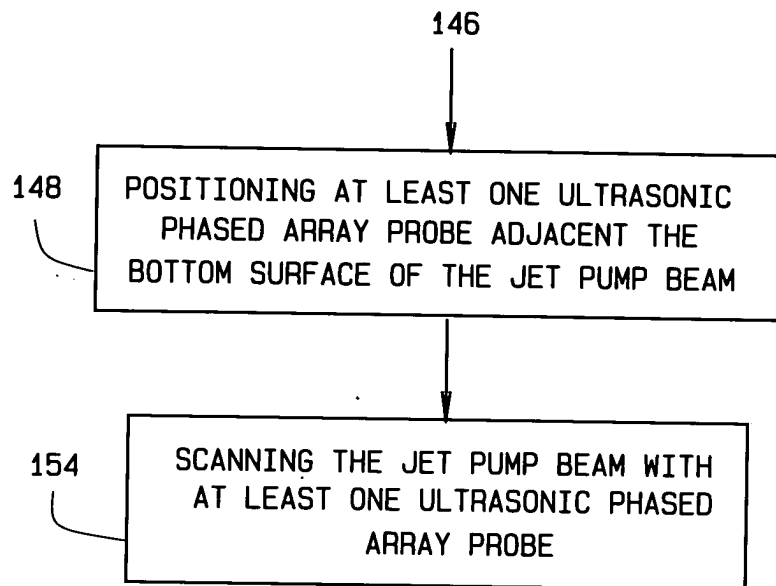 146
148
POSITIONING AT LEAST ONE ULTRASONIC
PHASED ARRAY PROBE ADJACENT THE
BOTTOM SURFACE OF THE JET PUMP BEAM
154
SCANNING THE JET PUMP BEAM WITH
AT LEAST ONE ULTRASONIC PHASED
ARRAY PROBE